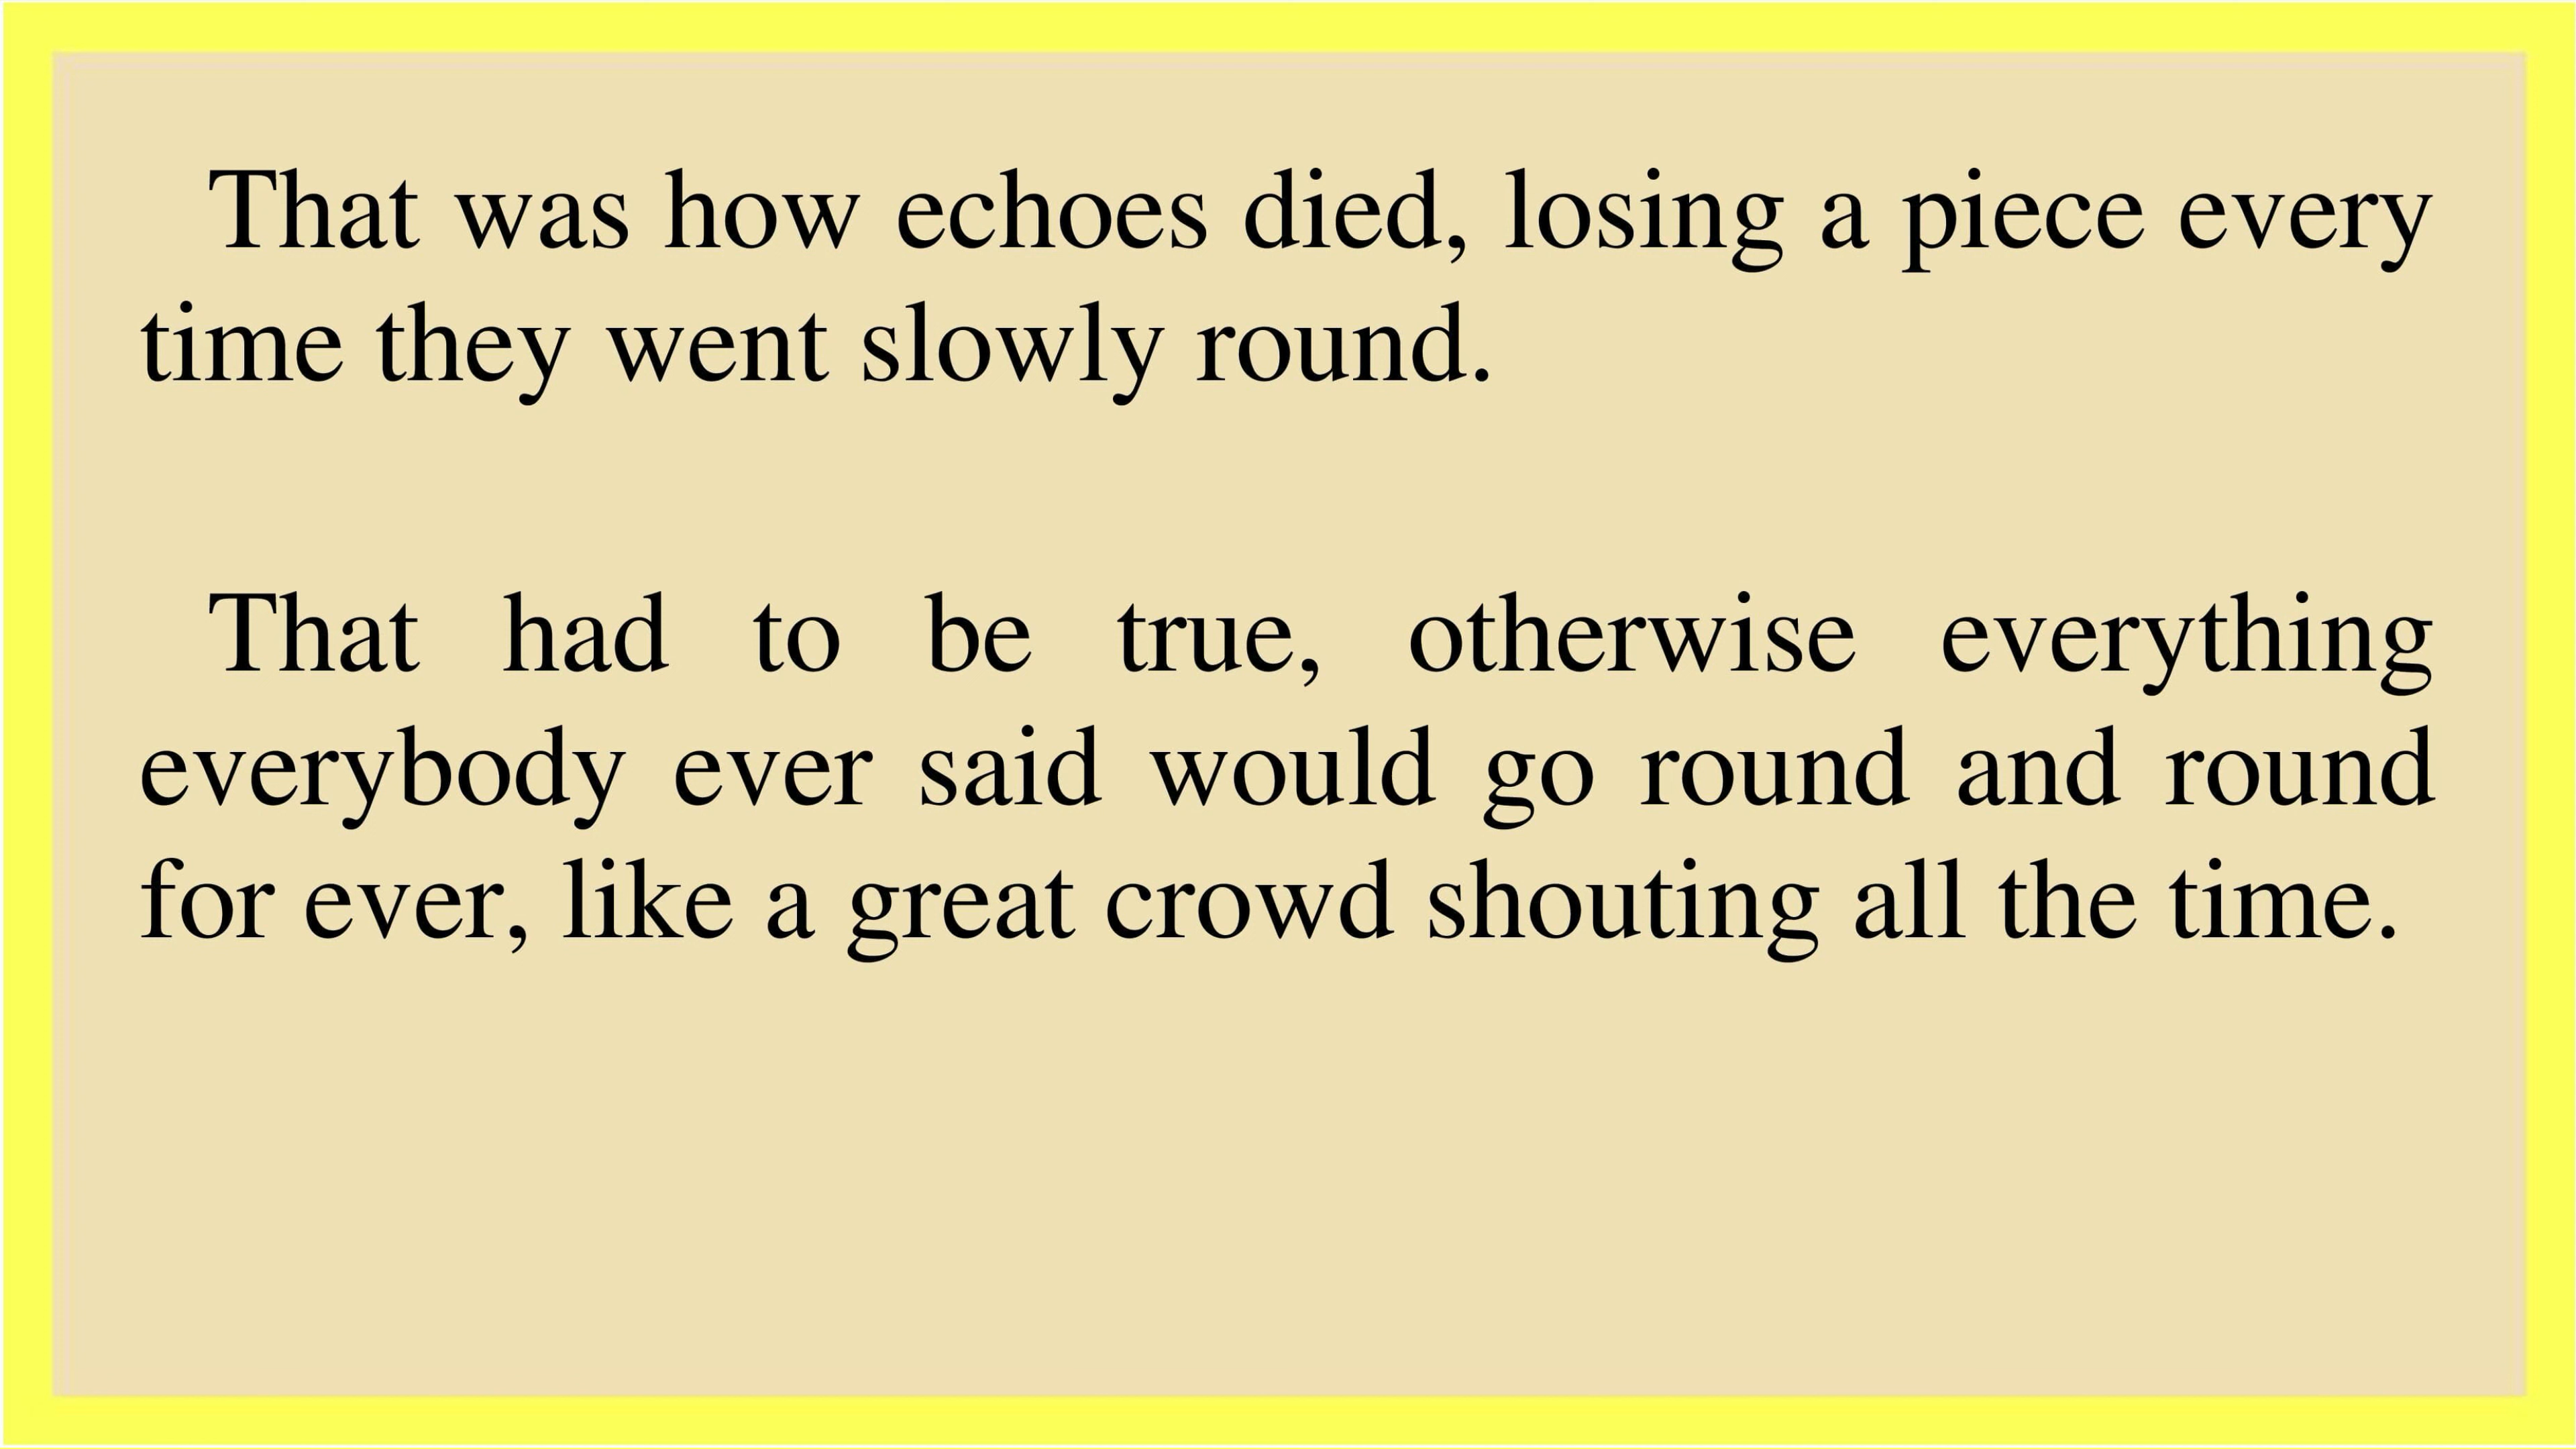 That was how echoes died, losing a piece every
time they went slowly round.
That had to be true, otherwise everything
everybody ever said would go round and round
for ever, like a great crowd shouting all the time.